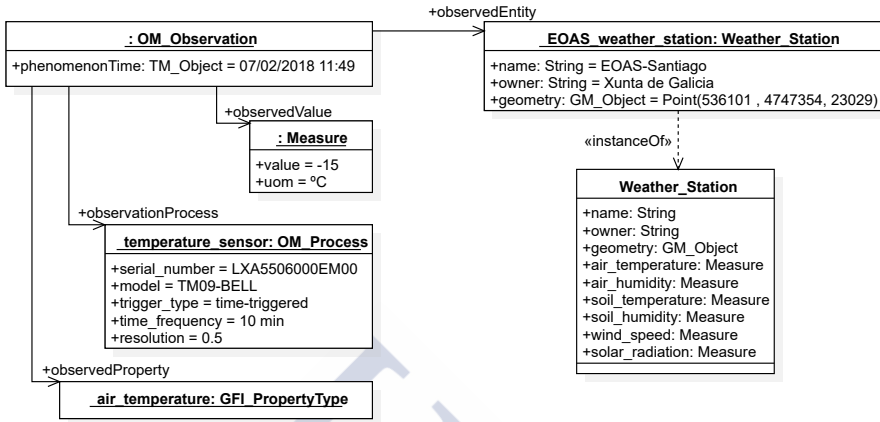 +observedEntity
: OM_Observation
+phenomenonTime: TM_Object = 07/02/2018 11:49
EOAS_weather_station: Weather_Station
+name: String = EOAS-Santiago
+owner: String = Xunta de Galicia
+geometry: GM_Object = Point(536101 , 4747354, 23029)
+observedValue
: Measure
+value = -15
+uom = ºC
«instanceOf»
Weather_Station
+name: String
+owner: String
+geometry: GM_Object
+air_temperature: Measure
+air_humidity: Measure
+soil_temperature: Measure
+soil_humidity: Measure
+wind_speed: Measure
+solar_radiation: Measure
+observationProcess
temperature_sensor: OM_Process
+serial_number = LXA5506000EM00
+model = TM09-BELL
+trigger_type = time-triggered
+time_frequency = 10 min
+resolution = 0.5
+observedProperty
air_temperature: GFI_PropertyType